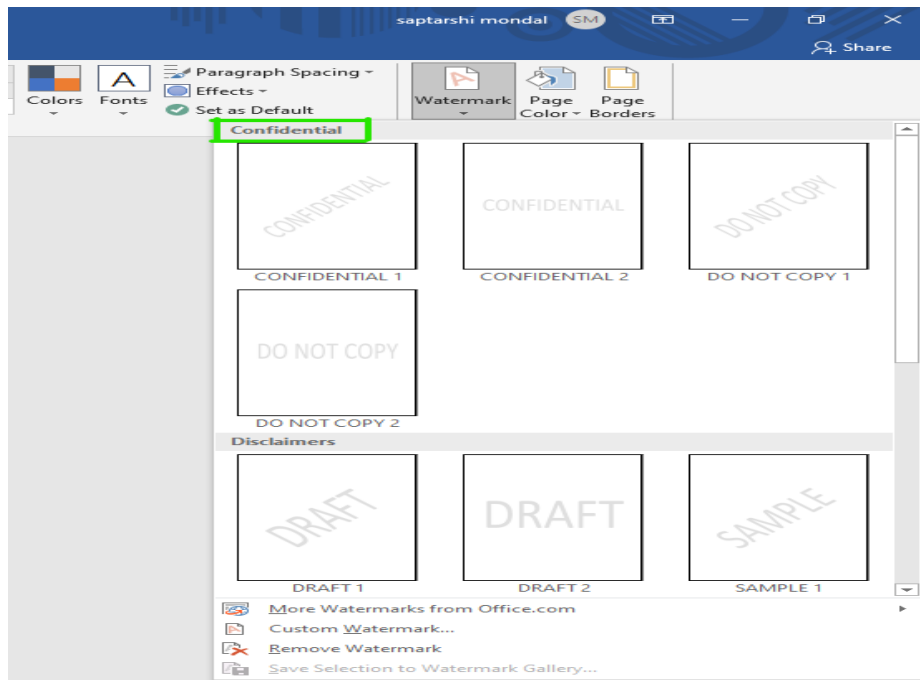 saptarshi mondal SM
Share
Colors
Fonts
Paragraph Spacing
Effects
Set as Default
Watermark
Page Color
Page Borders
Confidential
CONFIDENTIAL
CONFIDENTIAL
DO NOT COPY
CONFIDENTIAL 1
CONFIDENTIAL 2
DO NOT COPY 1
DO NOT COPY
DO NOT COPY 2
Disclaimers
DRAFT
DRAFT
SAMPLE
DRAFT 1
DRAFT 2
SAMPLE 1
More Watermarks from Office.com
Custom Watermark...
Remove Watermark
Save Selection to Watermark Gallery...